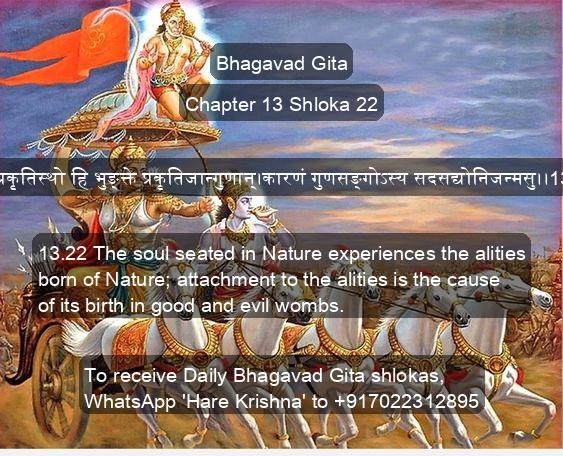 Bhagavad Gita
Chapter 13 Shloka 22
प्रकृतिस्थो हि भुङ्क्ते प्रकृतिजान्गुणान्।कारणं गुणसङ्गोऽस्य सदसद्योनिजन्मसु।।13
13.22 The soul seated in Nature experiences the alities
born of Nature; attachment to the alities is the cause
of its birth in good and evil wombs.
To receive Daily Bhagavad Gita shlokas,
WhatsApp 'Hare Krishna' to +917022312895